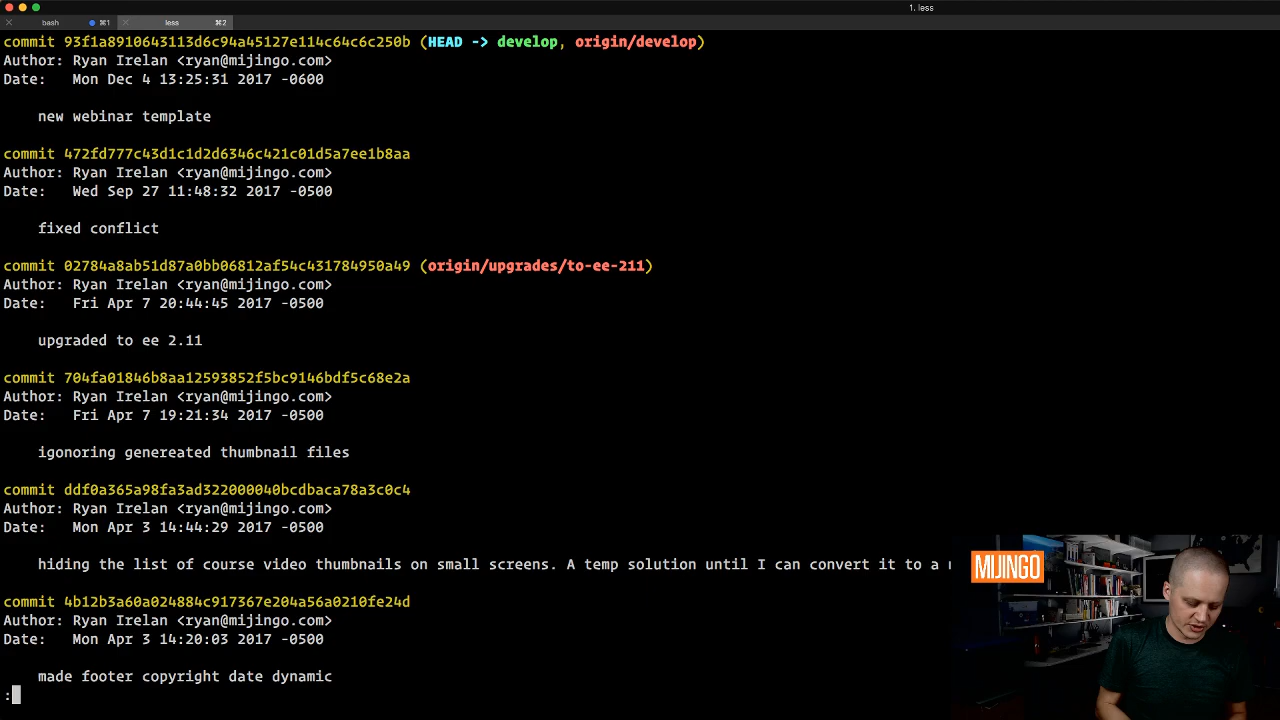 1. less
bash ⌘1 less ⌘2
commit 93f1a8910643113d6c94a45127e114c64c6c250b (HEAD -> develop, origin/develop)
Author: Ryan Irelan <ryan@mijingo.com>
Date: Mon Dec 4 13:25:31 2017 -0600
new webinar template
commit 472fd777c43d1c1d2d6346c421c01d5a7ee1b8aa
Author: Ryan Irelan <ryan@mijingo.com>
Date: Wed Sep 27 11:48:32 2017 -0500
fixed conflict
commit 02784a8ab51d87a0bb06812af54c431784950a49 (origin/upgrades/to-ee-211)
Author: Ryan Irelan <ryan@mijingo.com>
Date: Fri Apr 7 20:44:45 2017 -0500
upgraded to ee 2.11
commit 704fa01846b8aa12593852f5bc9146bdf5c68e2a
Author: Ryan Irelan <ryan@mijingo.com>
Date: Fri Apr 7 19:21:34 2017 -0500
igonoring genereated thumbnail files
commit ddf0a365a98fa3ad322000040bcdbaca78a3c0c4
Author: Ryan Irelan <ryan@mijingo.com>
Date: Mon Apr 3 14:44:29 2017 -0500
hiding the list of course video thumbnails on small screens. A temp solution until I can convert it to a
MIJINGO
commit 4b12b3a60a024884c917367e204a56a0210fe24d
Author: Ryan Irelan <ryan@mijingo.com>
Date: Mon Apr 3 14:20:03 2017 -0500
made footer copyright date dynamic
: